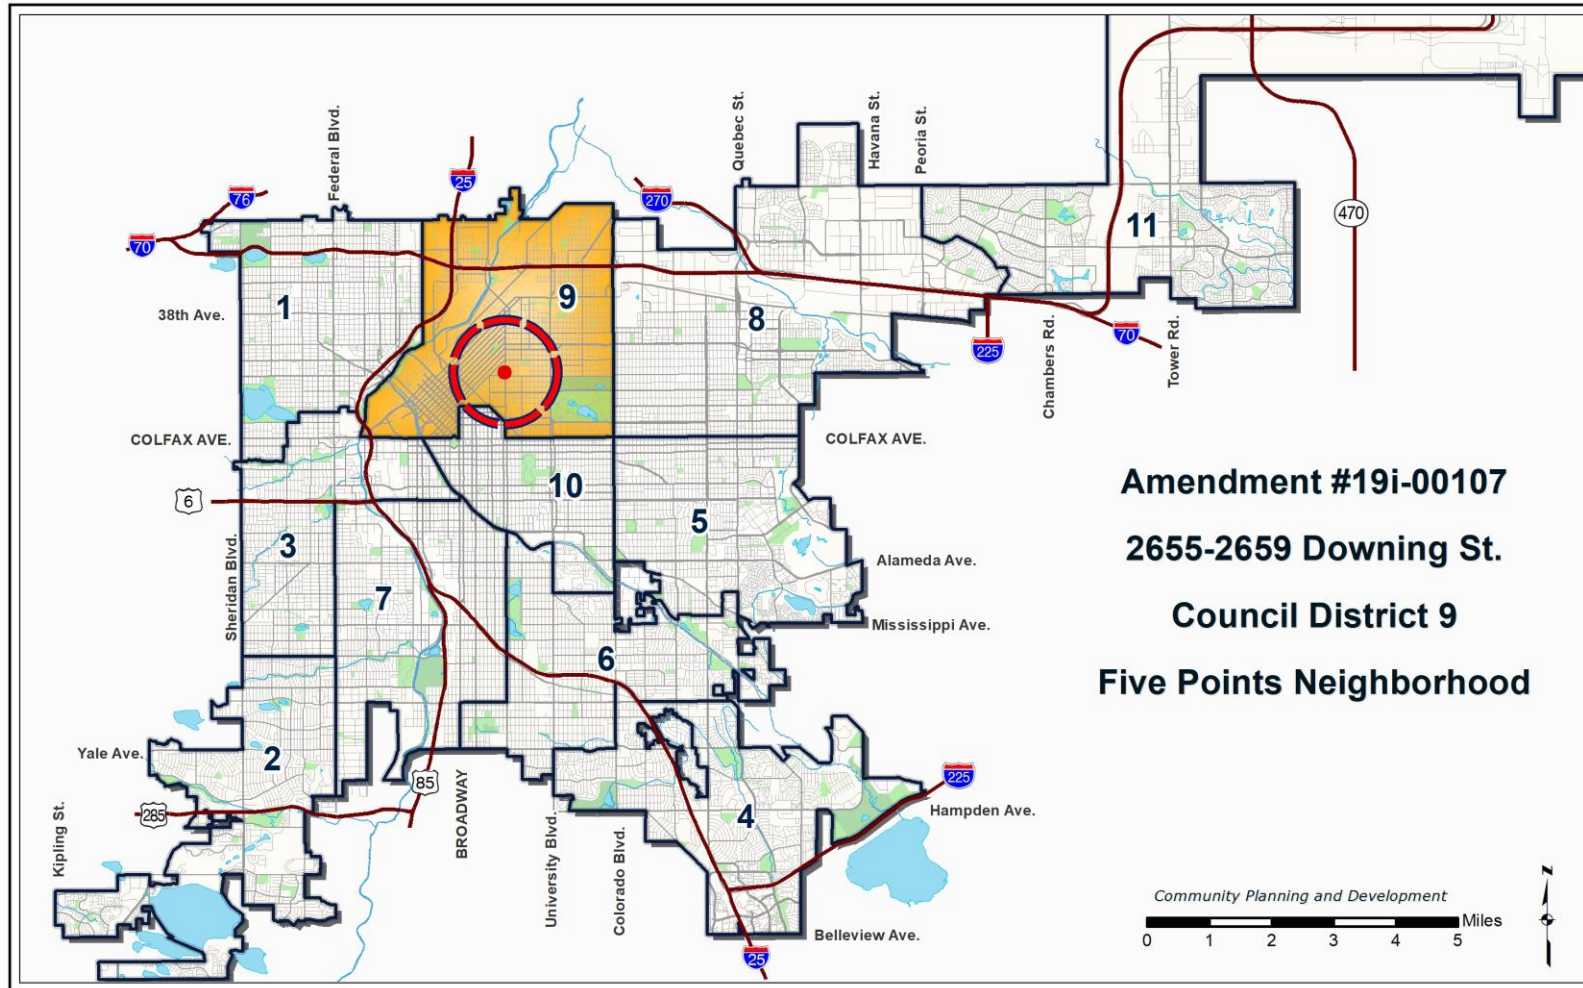 Federal Blvd.
Quebec St.
Havana St.
Peoria St.
76
25
270
70
470
11
1
9
8
38th Ave.
225
70
Chambers Rd.
Tower Rd.
COLFAX AVE.
COLFAX AVE.
6
10
5
3
Sheridan Blvd.
7
Alameda Ave.
Mississippi Ave.
6
Yale Ave.
2
85
285
BROADWAY
Kipling St.
University Blvd.
Colorado Blvd.
4
225
Hampden Ave.
Belleview Ave.
25
Amendment #19i-00107
2655-2659 Downing St.
Council District 9
Five Points Neighborhood
Community Planning and Development
Miles
0 1 2 3 4 5
N